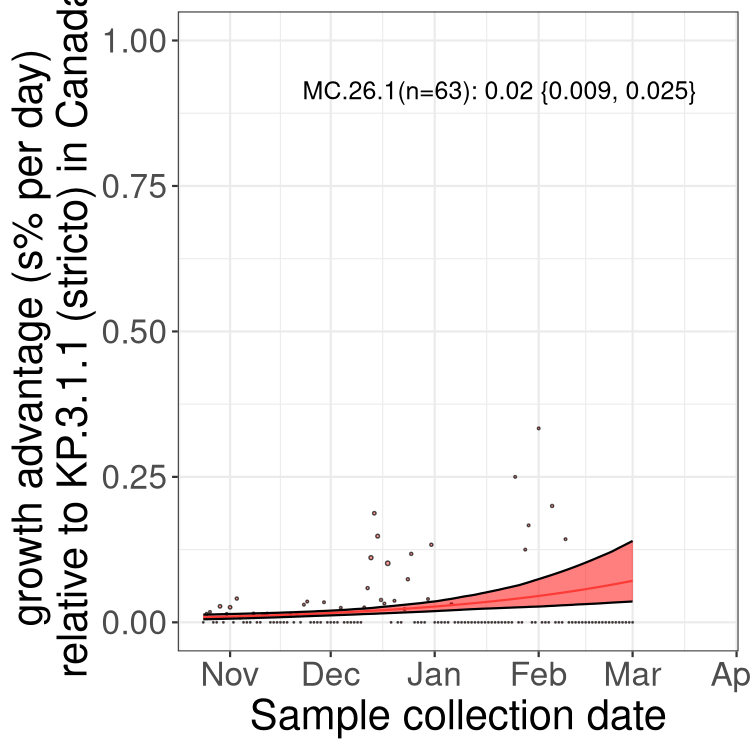 growth advantage (s% per day)
relative to KP.3.1.1 (stricto) in Canada
1.00
MC.26.1(n=63): 0.02 {0.009, 0.025}
0.75
0.50
0.25
0.00
Nov Dec Jan Feb Mar Ap
Sample collection date